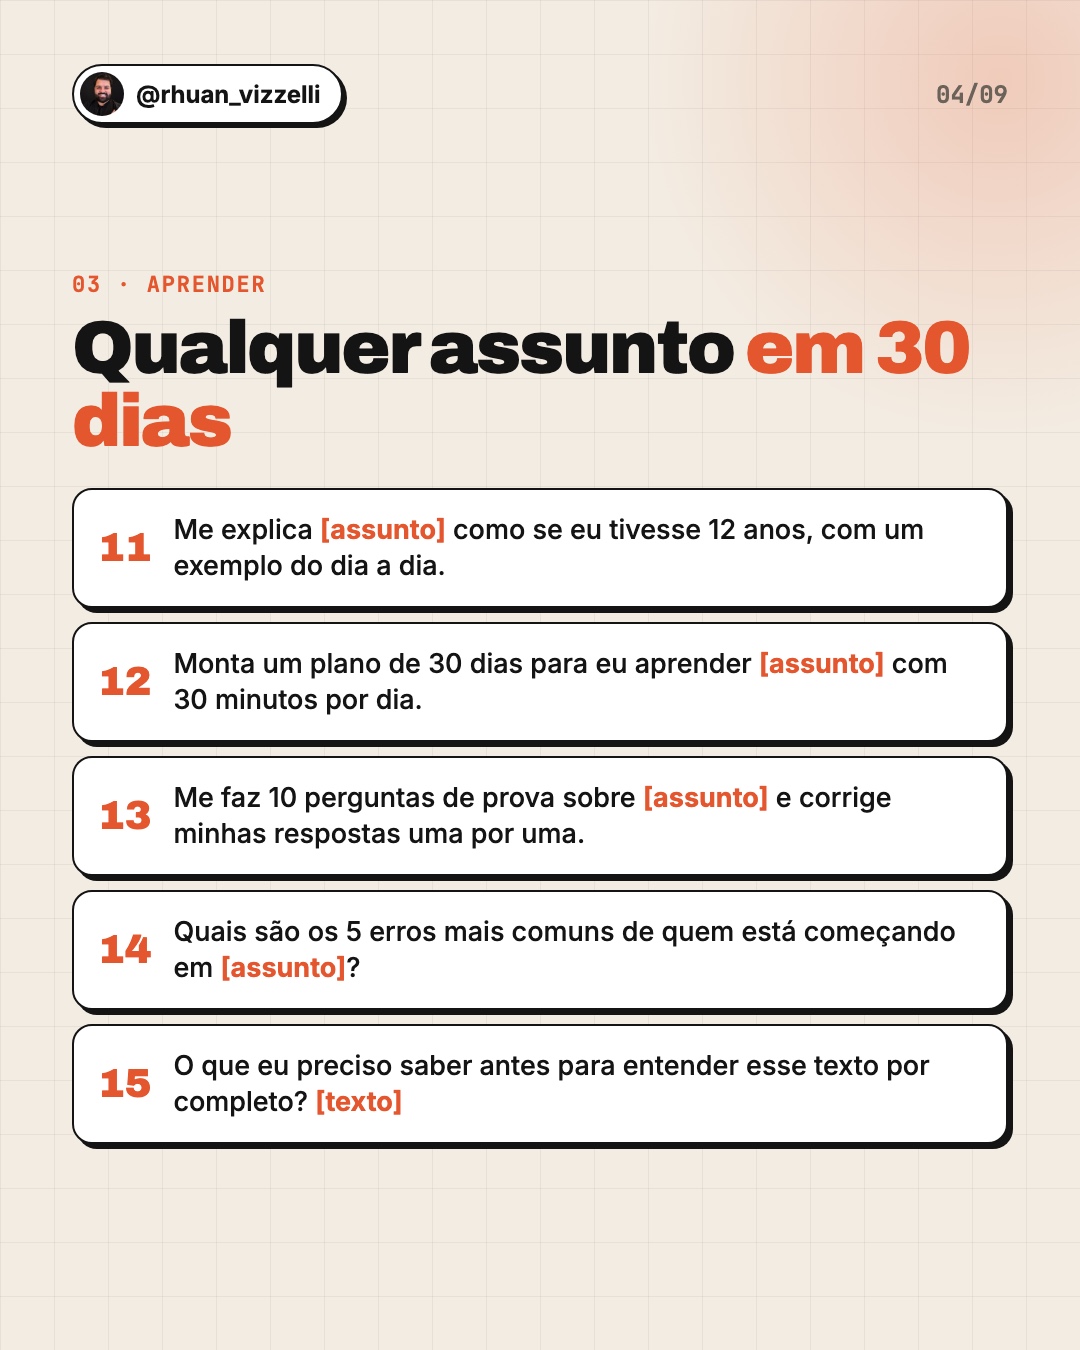 @rhuan_vizzelli
04/09
03 · APRENDER
Qualquer assunto em 30
dias
11
Me explica [assunto] como se eu tivesse 12 anos, com um
exemplo do dia a dia.
12
Monta um plano de 30 dias para eu aprender [assunto] com
30 minutos por dia.
13
Me faz 10 perguntas de prova sobre [assunto] e corrige
minhas respostas uma por uma.
14
Quais são os 5 erros mais comuns de quem está começando
em [assunto]?
15
O que eu preciso saber antes para entender esse texto por
completo? [texto]